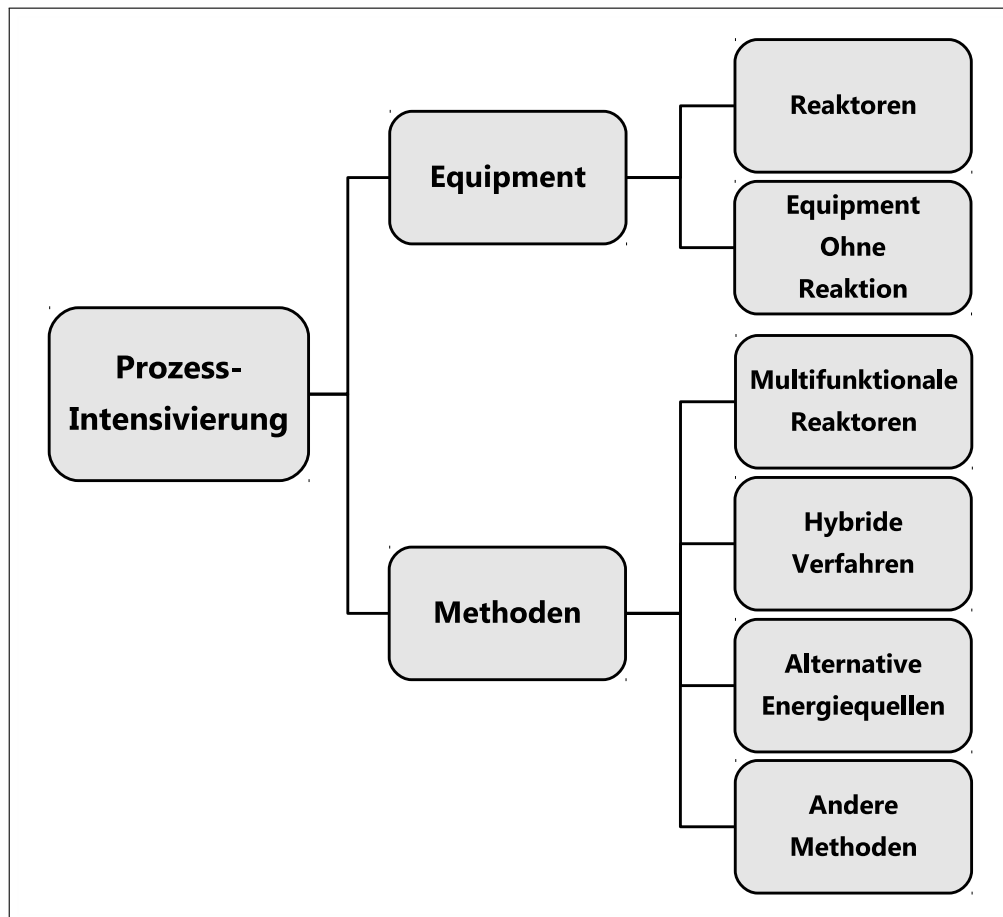 Prozess-
Intensivierung
Equipment
Reaktoren
Equipment
Ohne
Reaktion
Methoden
Multifunktionale
Reaktoren
Hybride
Verfahren
Alternative
Energiequellen
Andere
Methoden